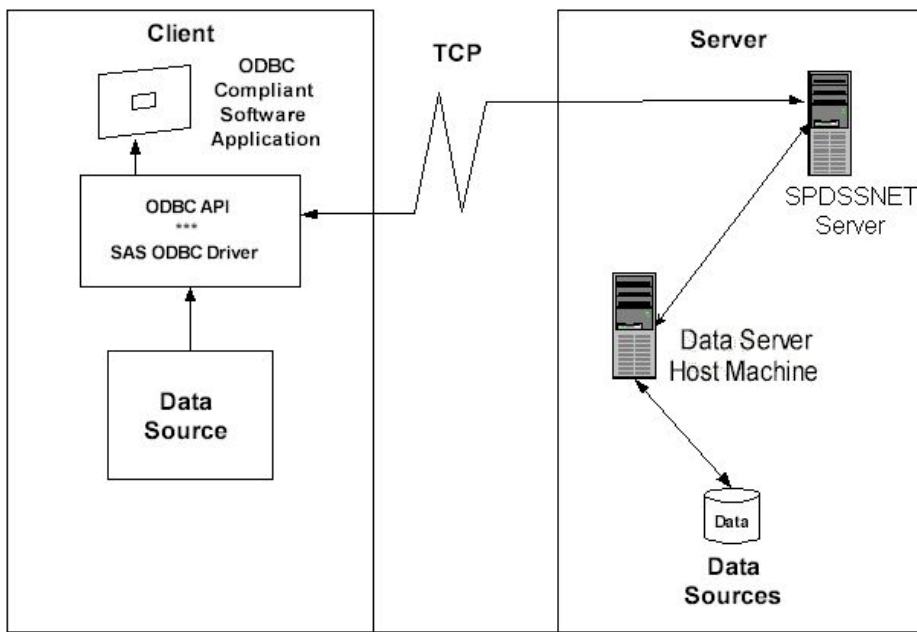 Client
ODBC
Compliant
Software
Application
ODBC API
***
SAS ODBC Driver
Data
Source
TCP
Server
SPDSSNET
Server
Data Server
Host Machine
Data
Data
Sources